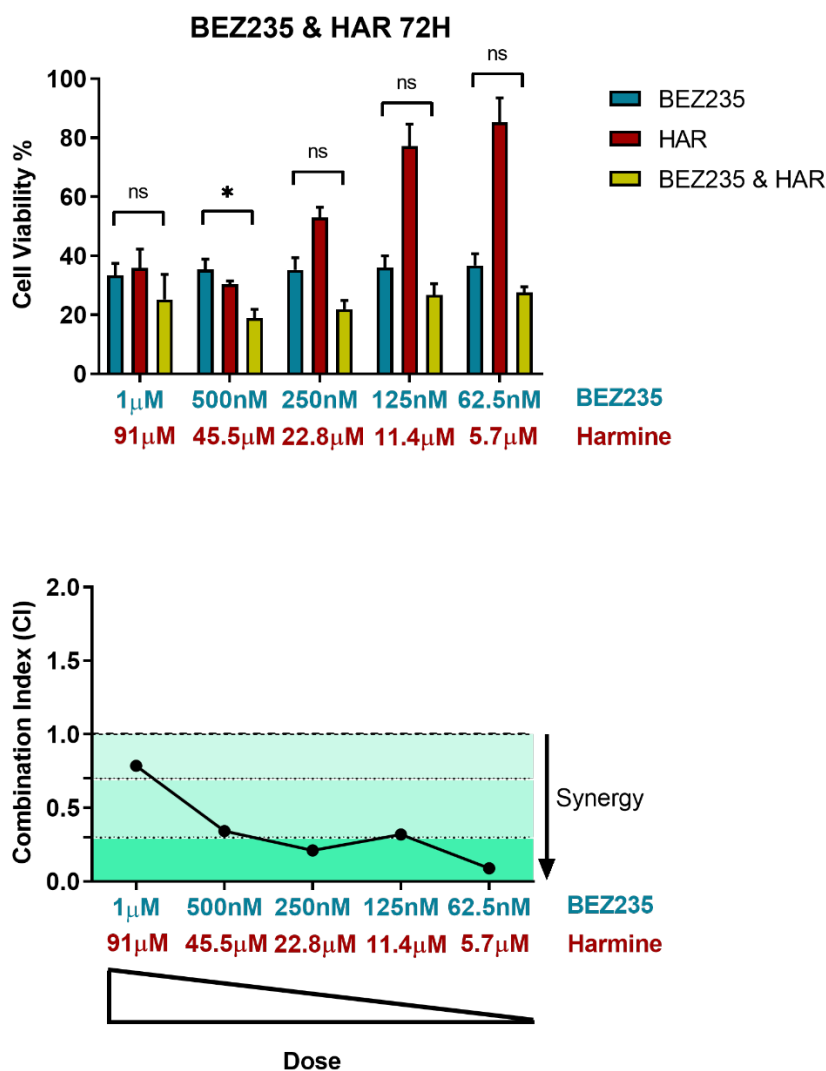 BEZ235 & HAR 72H
ns
ns
ns
ns
*
100
80
60
40
20
0
Cell Viability %
BEZ235
HAR
BEZ235 & HAR
1μM 500nM 250nM 125nM 62.5nM BEZ235
91μM 45.5μM 22.8μM 11.4μM 5.7μM Harmine
2.0
1.5
1.0
0.5
0.0
Combination Index (CI)
Synergy
1μM 500nM 250nM 125nM 62.5nM BEZ235
91μM 45.5μM 22.8μM 11.4μM 5.7μM Harmine
Dose